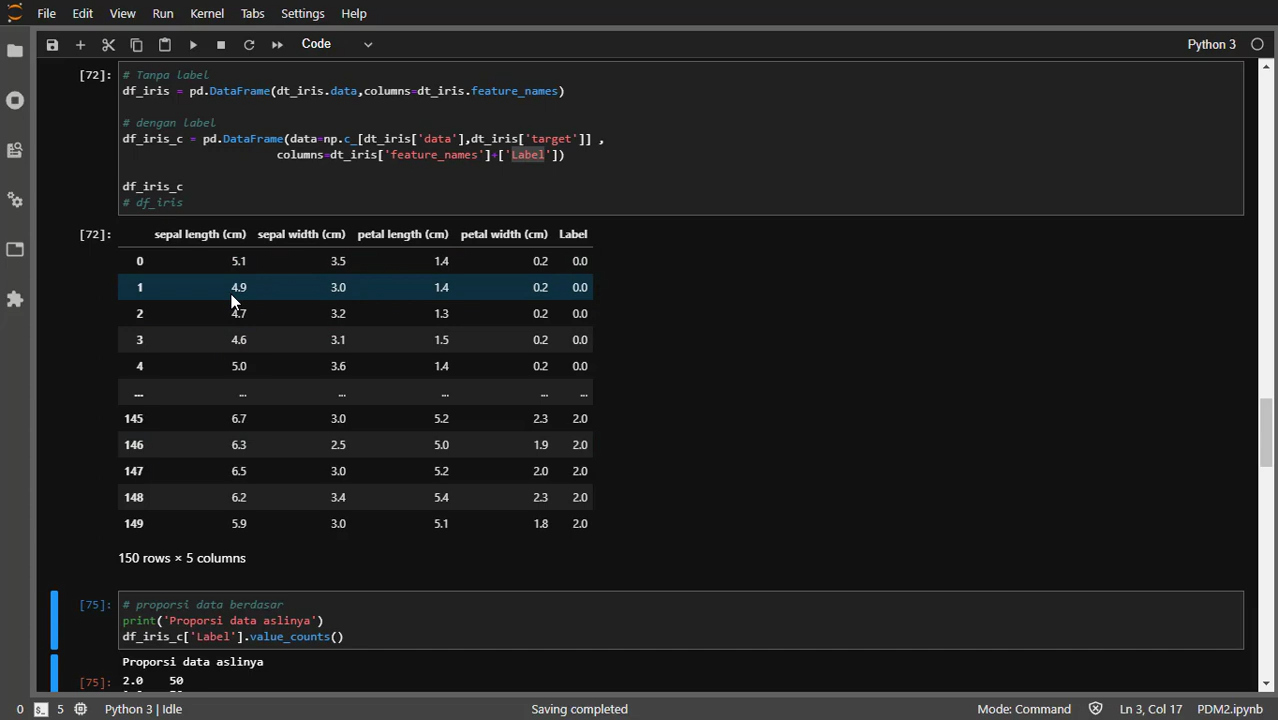 File Edit View Run Kernel Tabs Settings Help
Code Python 3
[72]: # Tanpa label
df_iris = pd.DataFrame(dt_iris.data,columns=dt_iris.feature_names)
# dengan label
df_iris_c = pd.DataFrame(data=np.c_[dt_iris['data'],dt_iris['target']] ,
columns=dt_iris['feature_names']+['Label'])
df_iris_c
# df_iris
[72]: sepal length (cm) sepal width (cm) petal length (cm) petal width (cm) Label
0 5.1 3.5 1.4 0.2 0.0
1 4.9 3.0 1.4 0.2 0.0
2 4.7 3.2 1.3 0.2 0.0
3 4.6 3.1 1.5 0.2 0.0
4 5.0 3.6 1.4 0.2 0.0
... ... ... ... ... ...
145 6.7 3.0 5.2 2.3 2.0
146 6.3 2.5 5.0 1.9 2.0
147 6.5 3.0 5.2 2.0 2.0
148 6.2 3.4 5.4 2.3 2.0
149 5.9 3.0 5.1 1.8 2.0
150 rows × 5 columns
[75]: # proporsi data berdasar
print('Proporsi data aslinya')
df_iris_c['Label'].value_counts()
Proporsi data aslinya
[75]: 2.0 50
0 5 Python 3 | Idle Saving completed Mode: Command Ln 3, Col 17 PDM2.ipynb